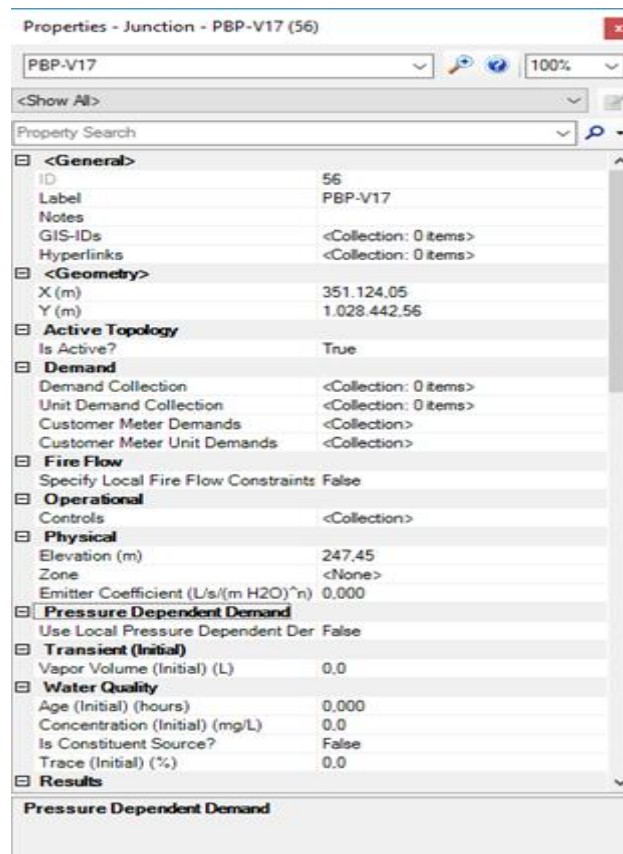 Properties - Junction - PBP-V17 (56)
PBP-V17 100%
<Show All>
Property Search
<General>
ID 56
Label PBP-V17
Notes
GIS-IDs <Collection: 0 items>
Hyperlinks <Collection: 0 items>
<Geometry>
X (m) 351.124,05
Y (m) 1.028.442,56
Active Topology
Is Active? True
Demand
Demand Collection <Collection: 0 items>
Unit Demand Collection <Collection: 0 items>
Customer Meter Demands <Collection>
Customer Meter Unit Demands <Collection>
Fire Flow
Specify Local Fire Flow Constraints False
Operational
Controls <Collection>
Physical
Elevation (m) 247,45
Zone <None>
Emitter Coefficient (L/s/(m H2O)^n) 0,000
Pressure Dependent Demand
Use Local Pressure Dependent Der False
Transient (Initial)
Vapor Volume (Initial) (L) 0,0
Water Quality
Age (Initial) (hours) 0,000
Concentration (Initial) (mg/L) 0,0
Is Constituent Source? False
Trace (Initial) (%) 0,0
Results
Pressure Dependent Demand